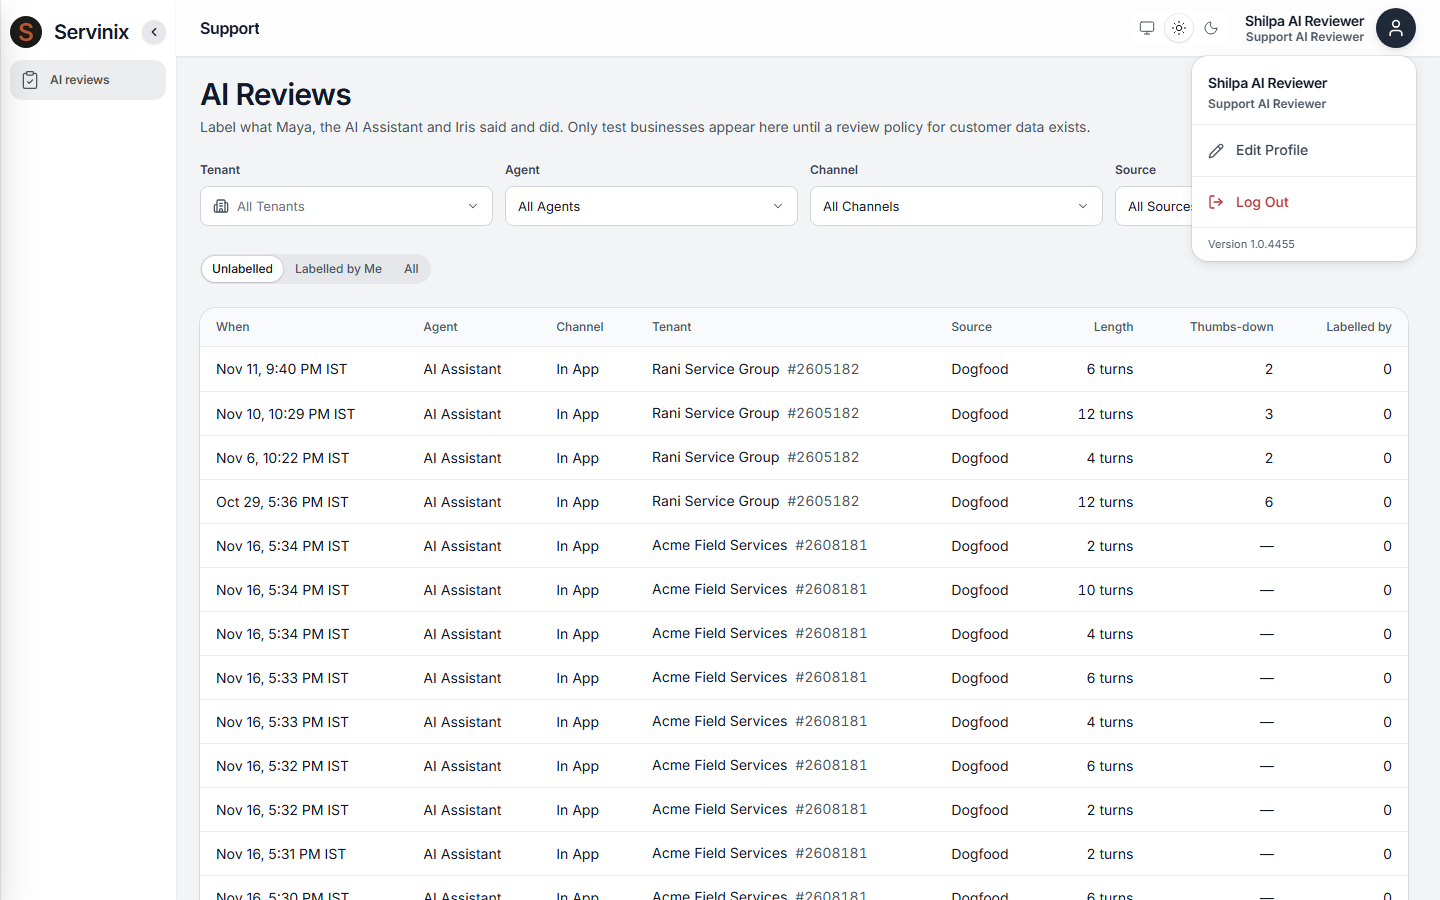 Servinix
AI reviews
Support
Shilpa AI Reviewer
Support AI Reviewer
Shilpa AI Reviewer
Support AI Reviewer
Edit Profile
Log Out
Version 1.0.4455
AI Reviews
Label what Maya, the AI Assistant and Iris said and did. Only test businesses appear here until a review policy for customer data exists.
Tenant Agent Channel Source
All Tenants All Agents All Channels All Sources
Unlabelled Labelled by Me All
When Agent Channel Tenant Source Length Thumbs-down Labelled by
Nov 11, 9:40 PM IST AI Assistant In App Rani Service Group #2605182 Dogfood 6 turns 2 0
Nov 10, 10:29 PM IST AI Assistant In App Rani Service Group #2605182 Dogfood 12 turns 3 0
Nov 6, 10:22 PM IST AI Assistant In App Rani Service Group #2605182 Dogfood 4 turns 2 0
Oct 29, 5:36 PM IST AI Assistant In App Rani Service Group #2605182 Dogfood 12 turns 6 0
Nov 16, 5:34 PM IST AI Assistant In App Acme Field Services #2608181 Dogfood 2 turns — 0
Nov 16, 5:34 PM IST AI Assistant In App Acme Field Services #2608181 Dogfood 10 turns — 0
Nov 16, 5:34 PM IST AI Assistant In App Acme Field Services #2608181 Dogfood 4 turns — 0
Nov 16, 5:33 PM IST AI Assistant In App Acme Field Services #2608181 Dogfood 6 turns — 0
Nov 16, 5:33 PM IST AI Assistant In App Acme Field Services #2608181 Dogfood 4 turns — 0
Nov 16, 5:32 PM IST AI Assistant In App Acme Field Services #2608181 Dogfood 6 turns — 0
Nov 16, 5:32 PM IST AI Assistant In App Acme Field Services #2608181 Dogfood 2 turns — 0
Nov 16, 5:31 PM IST AI Assistant In App Acme Field Services #2608181 Dogfood 2 turns — 0
Nov 16, 5:30 PM IST AI Assistant In App Acme Field Services #2608181 Dogfood 6 turns — 0